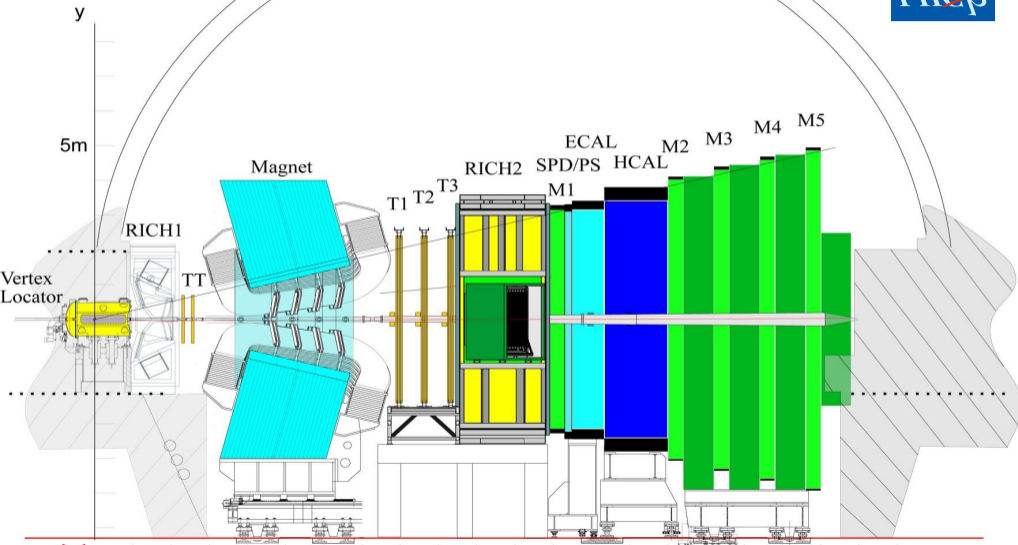 y
5m
Magnet
RICH1
Vertex
Locator
TT
T1
T2
T3
RICH2
M1
SPD/PS
ECAL
HCAL
M2
M3
M4
M5